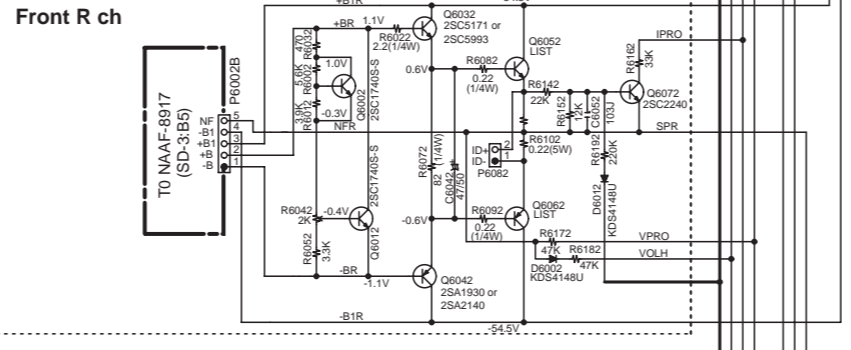 +B1R
Front R ch
+BR
1.1V
Q6032
2SC5171 or
2SC5993
R6022
2.2(1/4W)
Q6052
LIST
IPRO
R6162
33K
R6032
470
R6002
5.6K
R6012
3.9K
1.0V
-0.3V
Q6002
2SC1740S-S
0.6V
R6082
0.22
(1/4W)
R6142
22K
R6152
12K
C6052
103J
Q6072
2SC2240
P6002B
T0 NAAF-8917
(SD-3:B5)
NF 5
-B1 4
+B1 3
+B 2
-B 1
NFR
SPR
R6072
82 (1/4W)
C6042
47/50
ID+ 2
ID- 1
P6082
R6102
0.22(5W)
R6192
220K
D6012
KDS4148U
2SC1740S-S
Q6012
R6042
2K
-0.4V
R6052
3.3K
-0.6V
R6092
0.22
(1/4W)
Q6062
LIST
R6172
47K
VPRO
R6182
47K
VOLH
D6002
KDS4148U
-BR
-1.1V
Q6042
2SA1930 or
2SA2140
-B1R
-54.5V